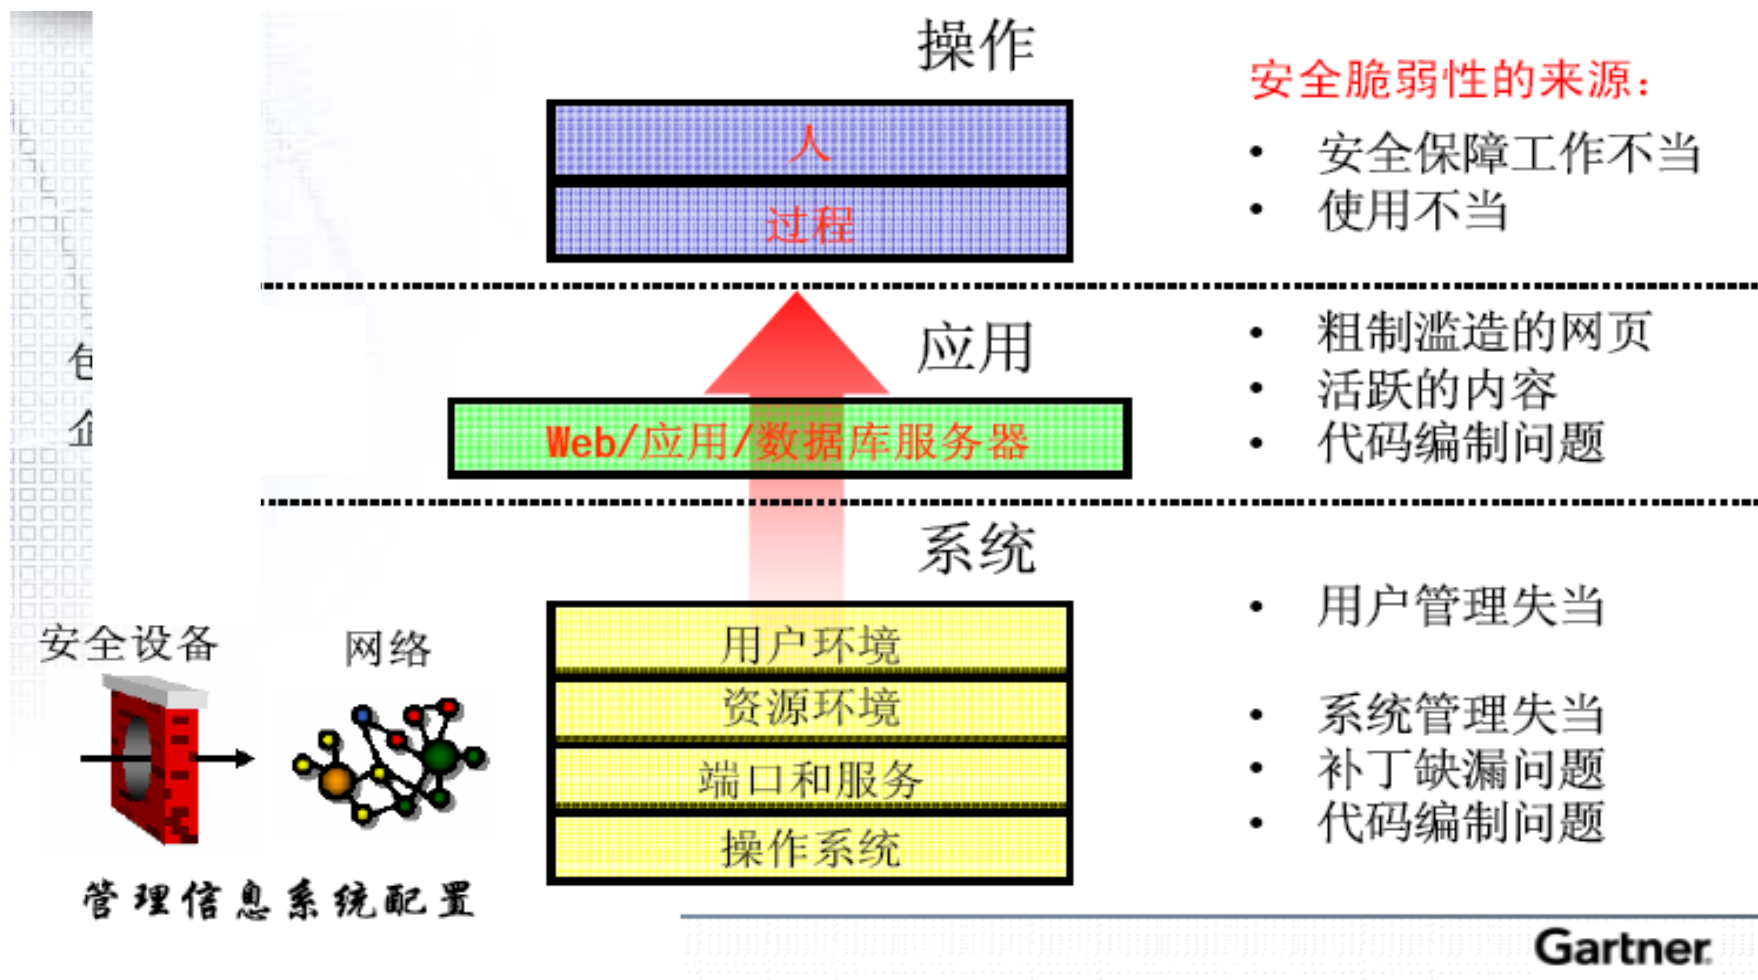 操作
安全脆弱性的来源:
人
• 安全保障工作不当
过程
• 使用不当
应用
• 粗制滥造的网页
• 活跃的内容
Web/应用/数据库服务器
• 代码编制问题
系统
• 用户管理失当
安全设备
网络
用户环境
资源环境
• 系统管理失当
端口和服务
• 补丁缺漏问题
操作系统
• 代码编制问题
管理信息系统配置
Gartner